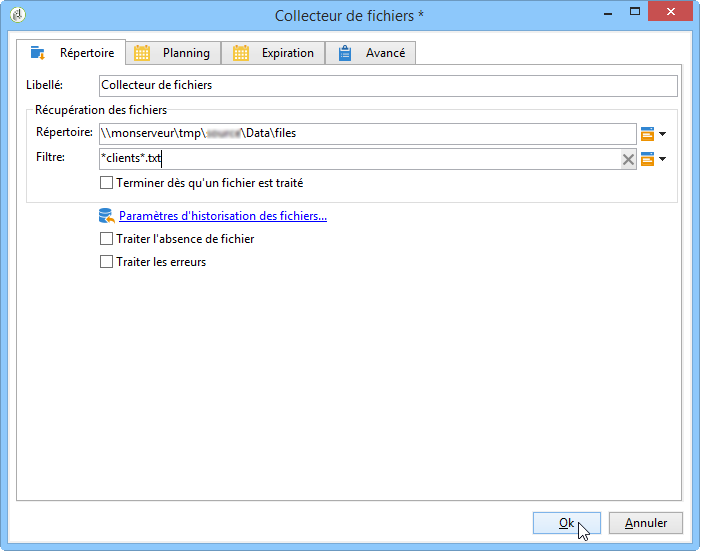 Collecteur de fichiers *
Répertoire Planning Expiration Avancé
Libellé: Collecteur de fichiers
Récupération des fichiers
Répertoire: \\monserveur\tmp\ \Data\files
Filtre: *clients*.txt
Terminer dès qu'un fichier est traité
Paramètres d'historisation des fichiers...
Traiter l'absence de fichier
Traiter les erreurs
Ok Annuler